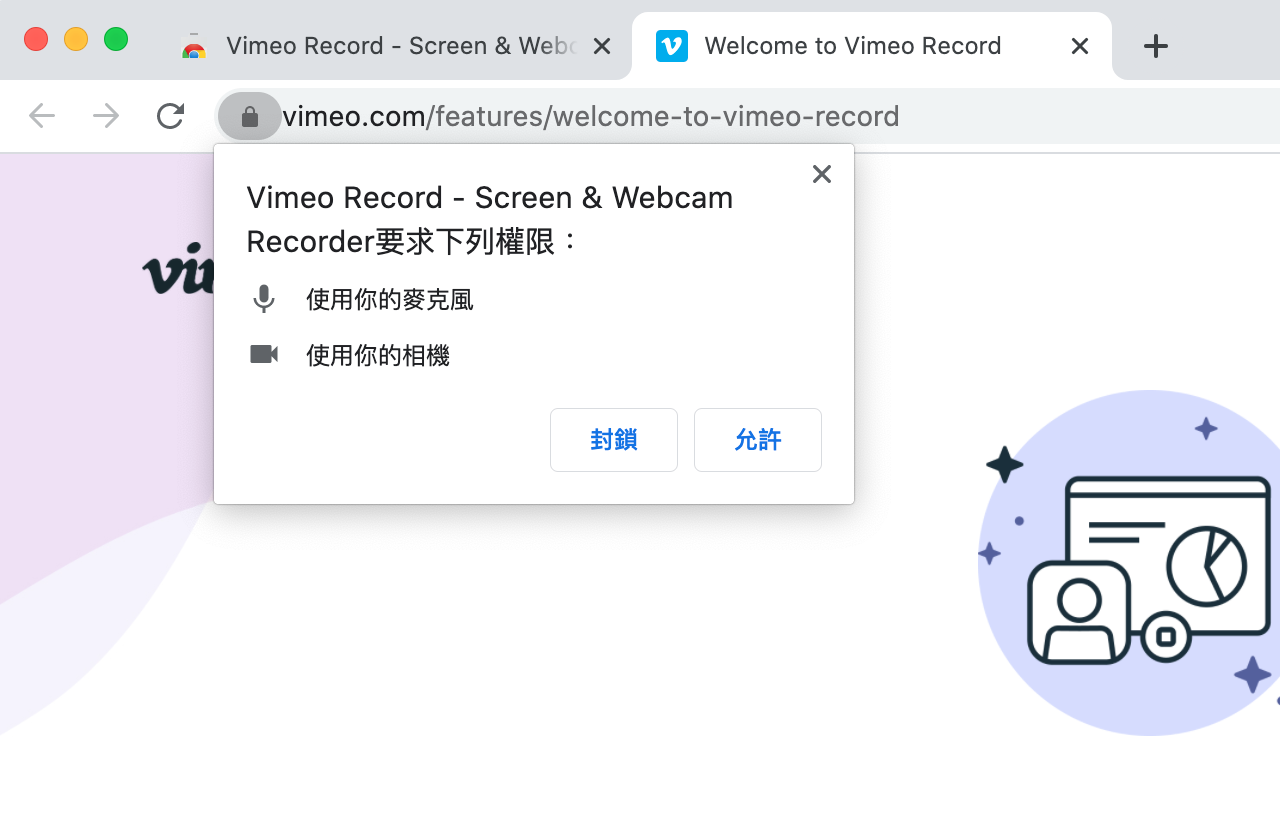 Vimeo Record - Screen & Webc
Welcome to Vimeo Record
vimeo.com/features/welcome-to-vimeo-record
Vimeo Record - Screen & Webcam
Recorder要求下列權限：
使用你的麥克風
使用你的相機
封鎖
允許